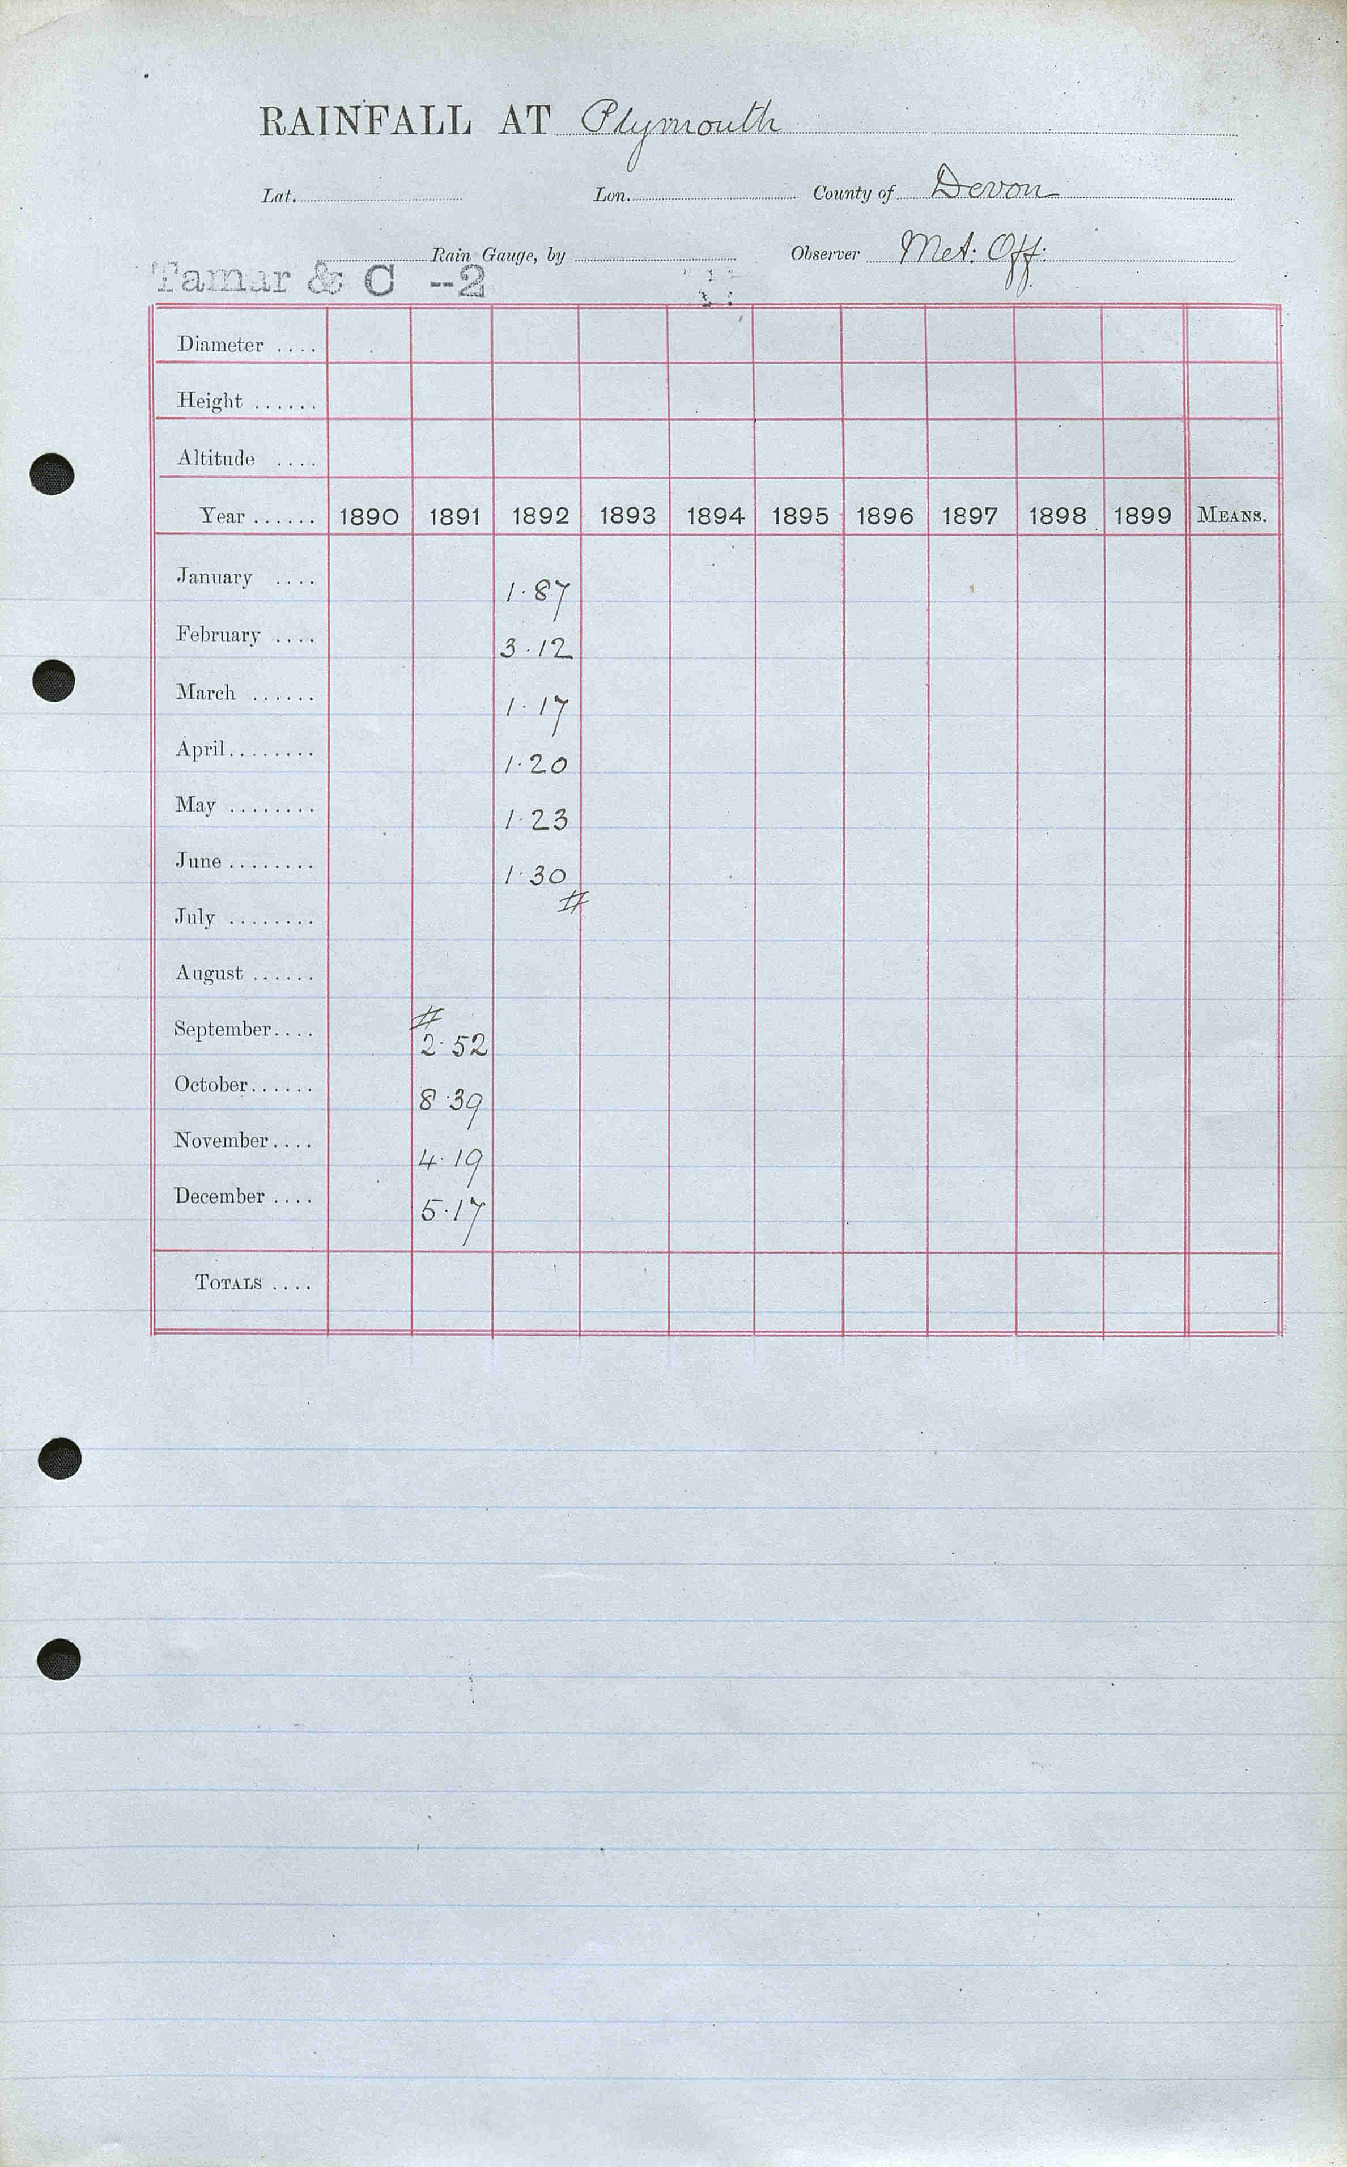 RAINFALL AT Plymouth
Lat. Lon. County of Devon
Rain Gauge, by Observer Met: Off:
Tamar & C --2
Diameter ....
Height ......
Altitude ....
Year ...... 1890 1891 1892 1893 1894 1895 1896 1897 1898 1899 MEANS.
January .... 1.87
February .... 3.12
March ...... 1.17
April........ 1.20
May ........ 1.23
June ........ 1.30
#
July ........
August ......
#
September.... 2.52
October...... 8.39
November.... 4.19
December .... 5.17
TOTALS ....